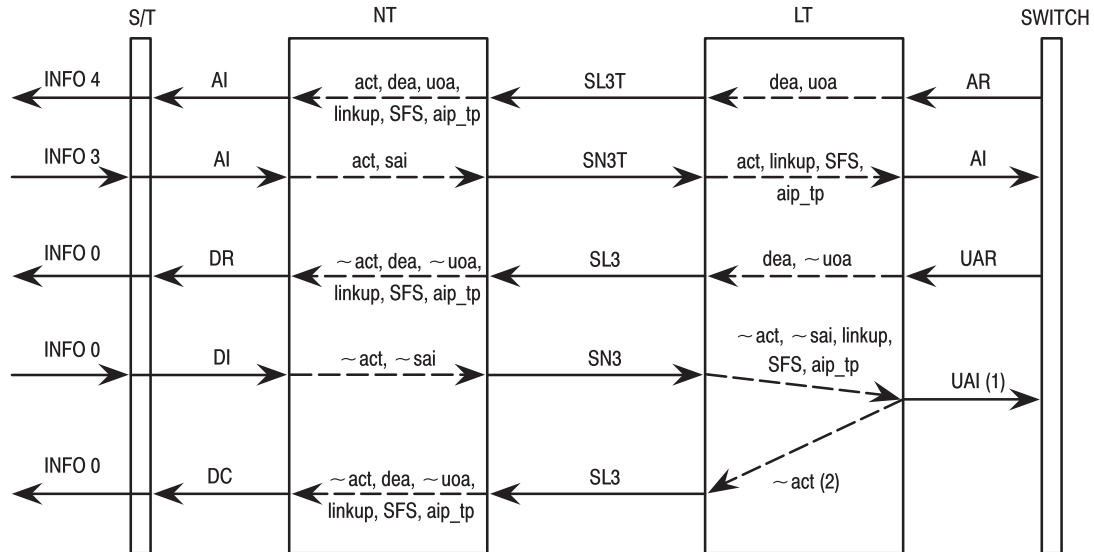 S/T NT LT SWITCH
INFO 4 AI act, dea, uoa, SL3T dea, uoa AR
linkup, SFS, aip_tp
INFO 3 AI act, sai SN3T act, linkup, SFS, AI
aip_tp
INFO 0 DR ~act, dea, ~uoa, SL3 dea, ~uoa UAR
linkup, SFS, aip_tp
INFO 0 DI ~act, ~sai SN3 ~act, ~sai, linkup,
SFS, aip_tp
UAI (1)
INFO 0 DC ~act, dea, ~uoa, SL3 ~act (2)
linkup, SFS, aip_tp